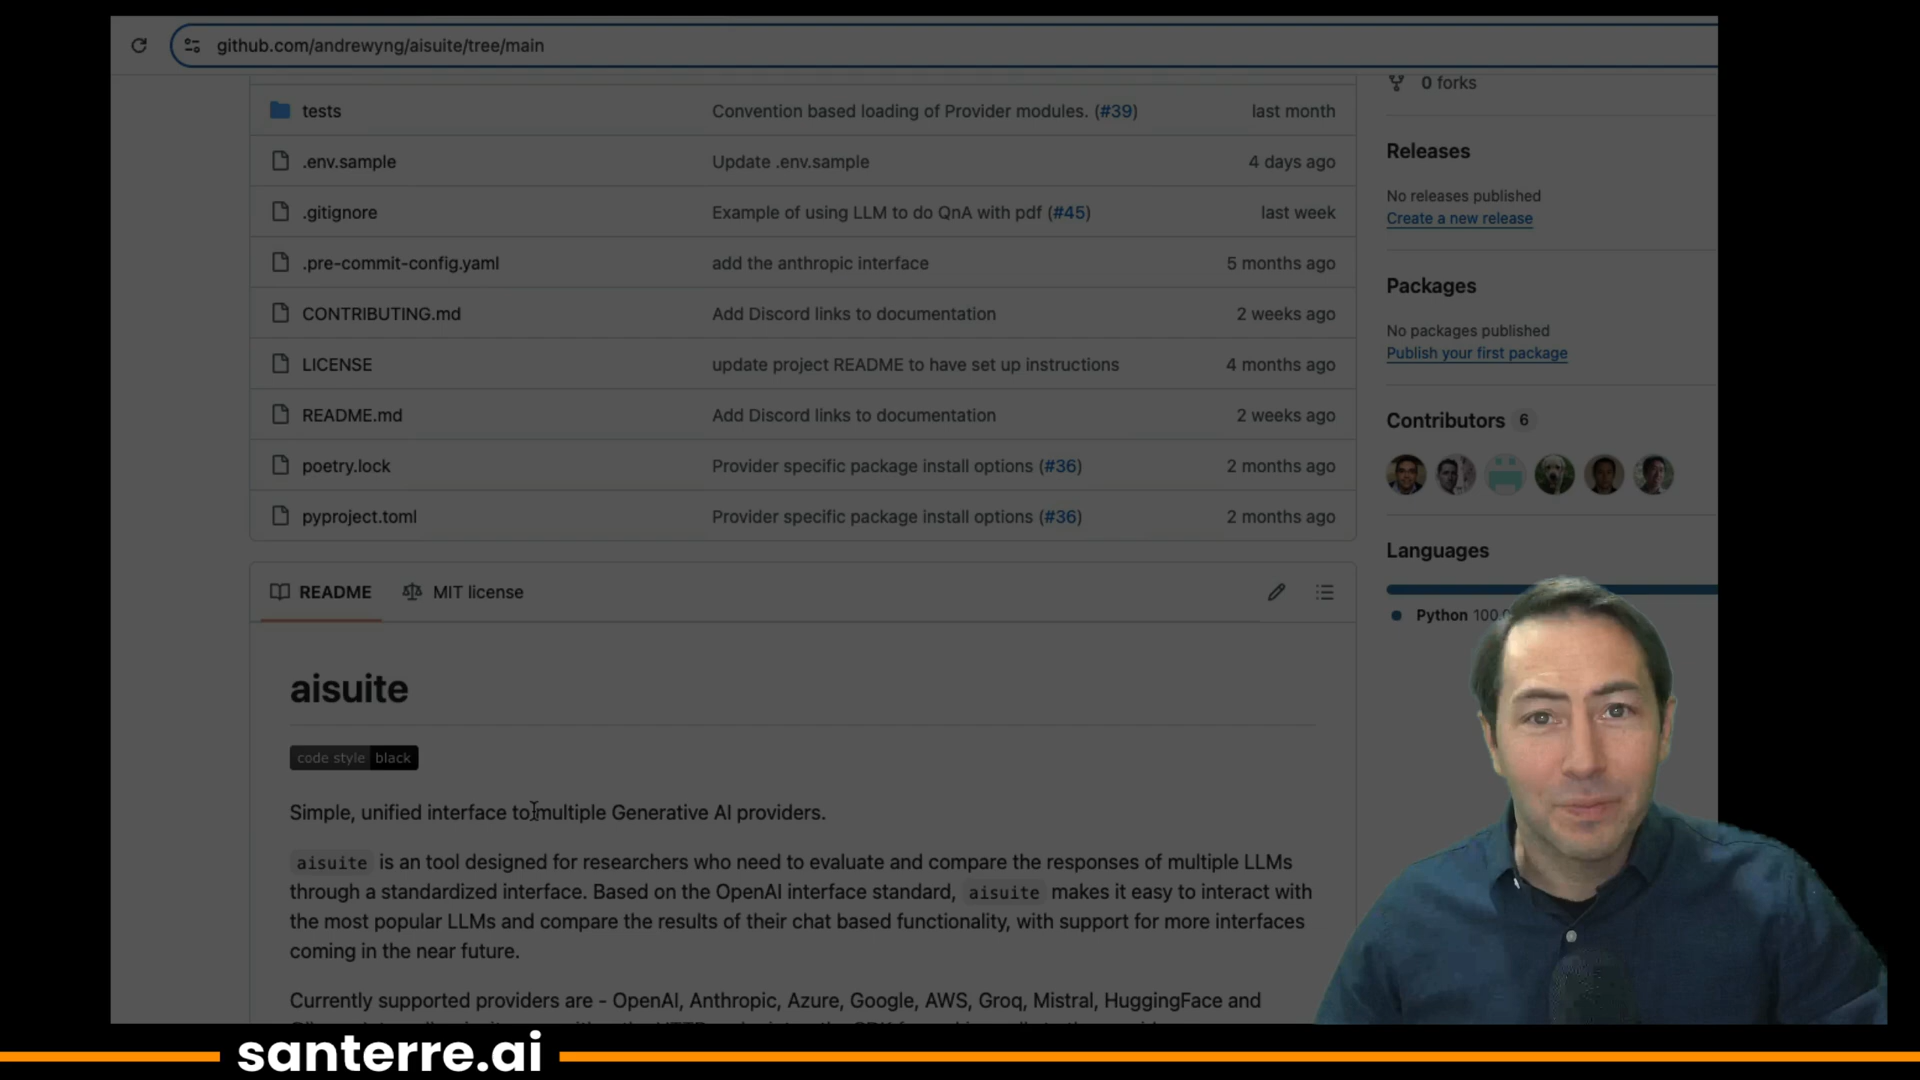 github.com/andrewyng/aisuite/tree/main
0 forks
tests Convention based loading of Provider modules. (#39) last month
.env.sample Update .env.sample 4 days ago
.gitignore Example of using LLM to do QnA with pdf (#45) last week
.pre-commit-config.yaml add the anthropic interface 5 months ago
CONTRIBUTING.md Add Discord links to documentation 2 weeks ago
LICENSE update project README to have set up instructions 4 months ago
README.md Add Discord links to documentation 2 weeks ago
poetry.lock Provider specific package install options (#36) 2 months ago
pyproject.toml Provider specific package install options (#36) 2 months ago
Releases
No releases published
Create a new release
Packages
No packages published
Publish your first package
Contributors 6
Languages
Python
README MIT license
aisuite
code style black
Simple, unified interface to multiple Generative AI providers.
aisuite is an tool designed for researchers who need to evaluate and compare the responses of multiple LLMs
through a standardized interface. Based on the OpenAI interface standard, aisuite makes it easy to interact with
the most popular LLMs and compare the results of their chat based functionality, with support for more interfaces
coming in the near future.
Currently supported providers are - OpenAI, Anthropic, Azure, Google, AWS, Groq, Mistral, HuggingFace and
santerre.ai